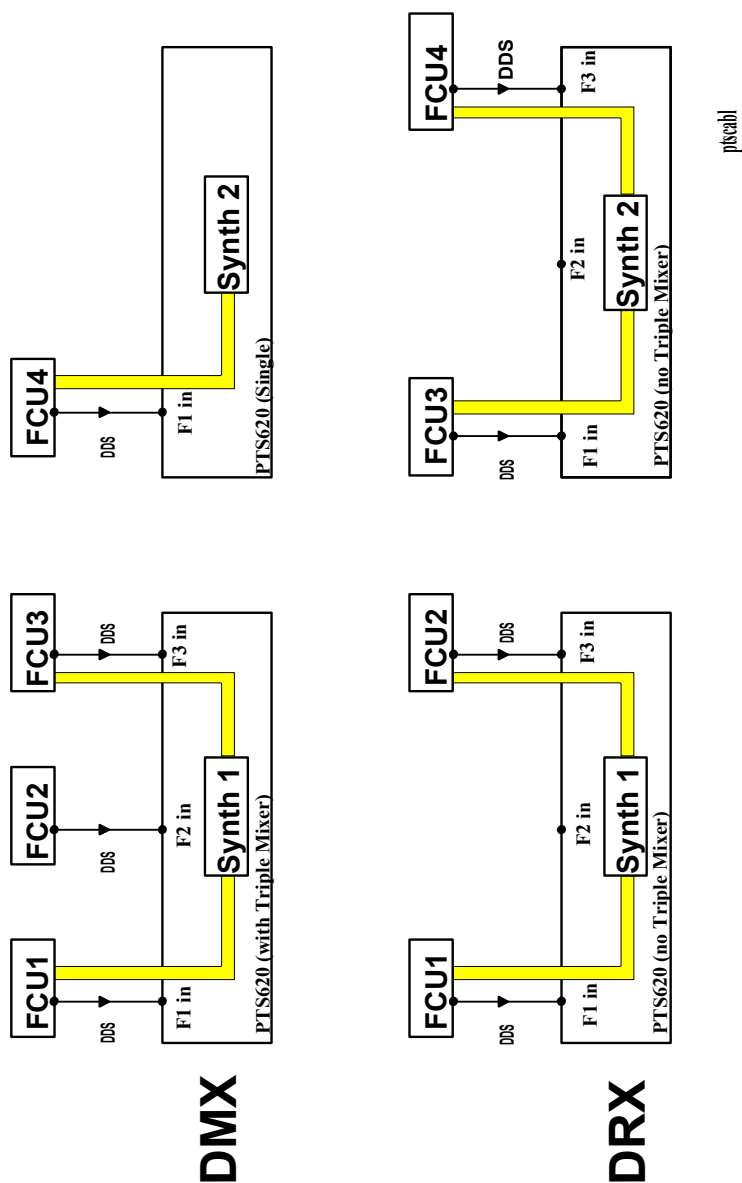 DMX
FCU1
DDS
F1 in
FCU2
DDS
F2 in
FCU3
DDS
F3 in
Synth 1
PTS620 (with Triple Mixer)
FCU4
DDS
F1 in
Synth 2
PTS620 (Single)
DRX
FCU1
DDS
F1 in
F2 in
FCU2
DDS
F3 in
Synth 1
PTS620 (no Triple Mixer)
FCU3
DDS
F1 in
F2 in
FCU4
DDS
F3 in
Synth 2
PTS620 (no Triple Mixer)
ptscabl